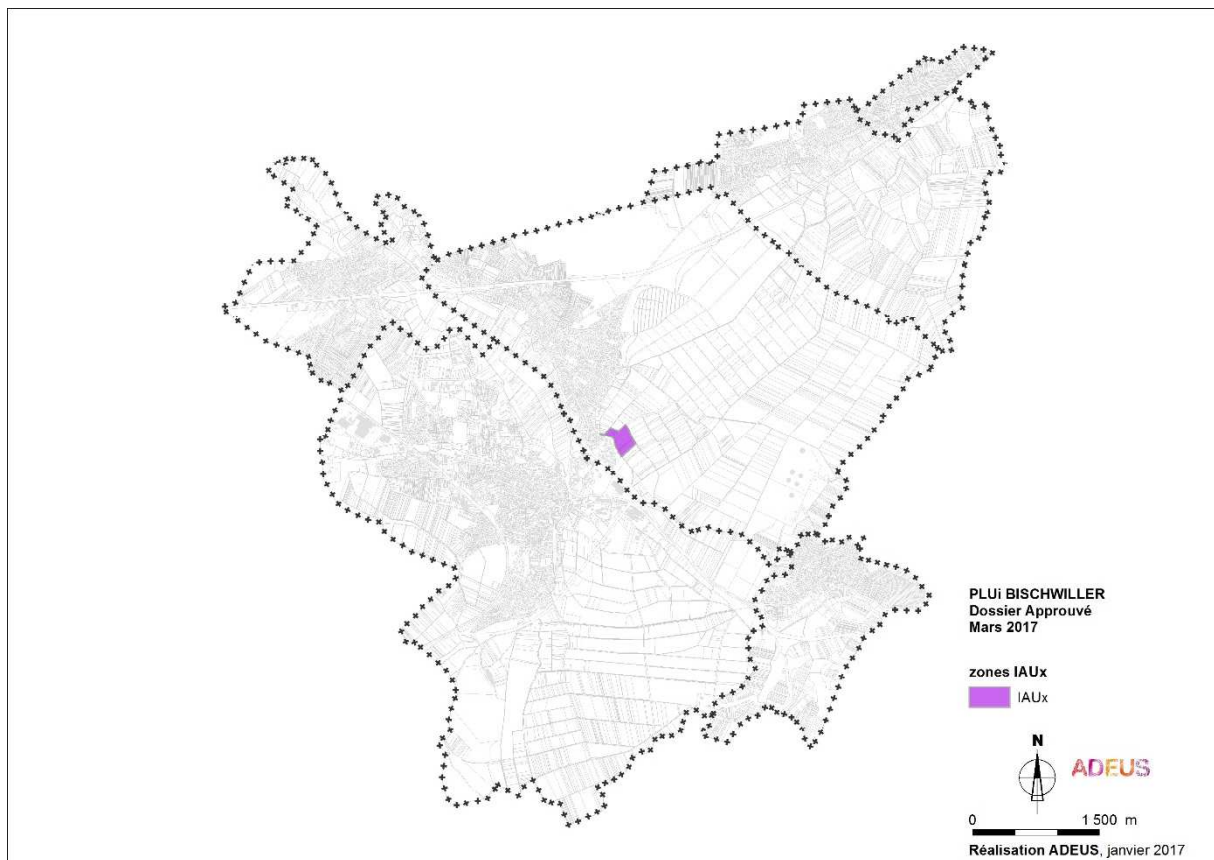 PLUi BISCHWILLER
Dossier Approuvé
Mars 2017
zones IAUx
IAUx
N
ADEUS
0 1 500 m
Réalisation ADEUS, janvier 2017